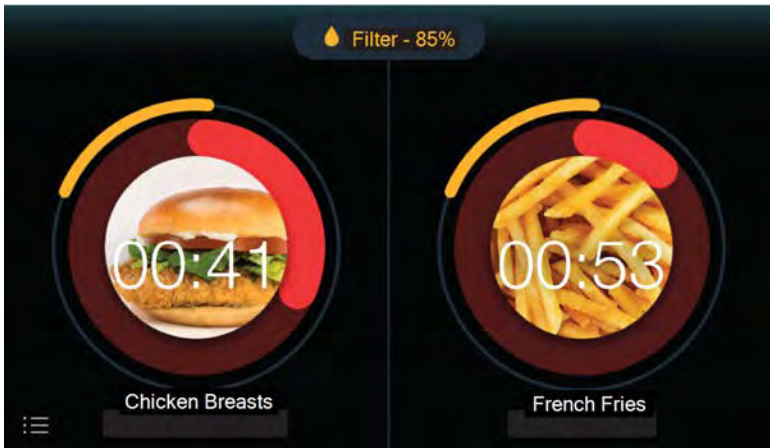 Filter - 85%
00:41
00:53
Chicken Breasts
French Fries